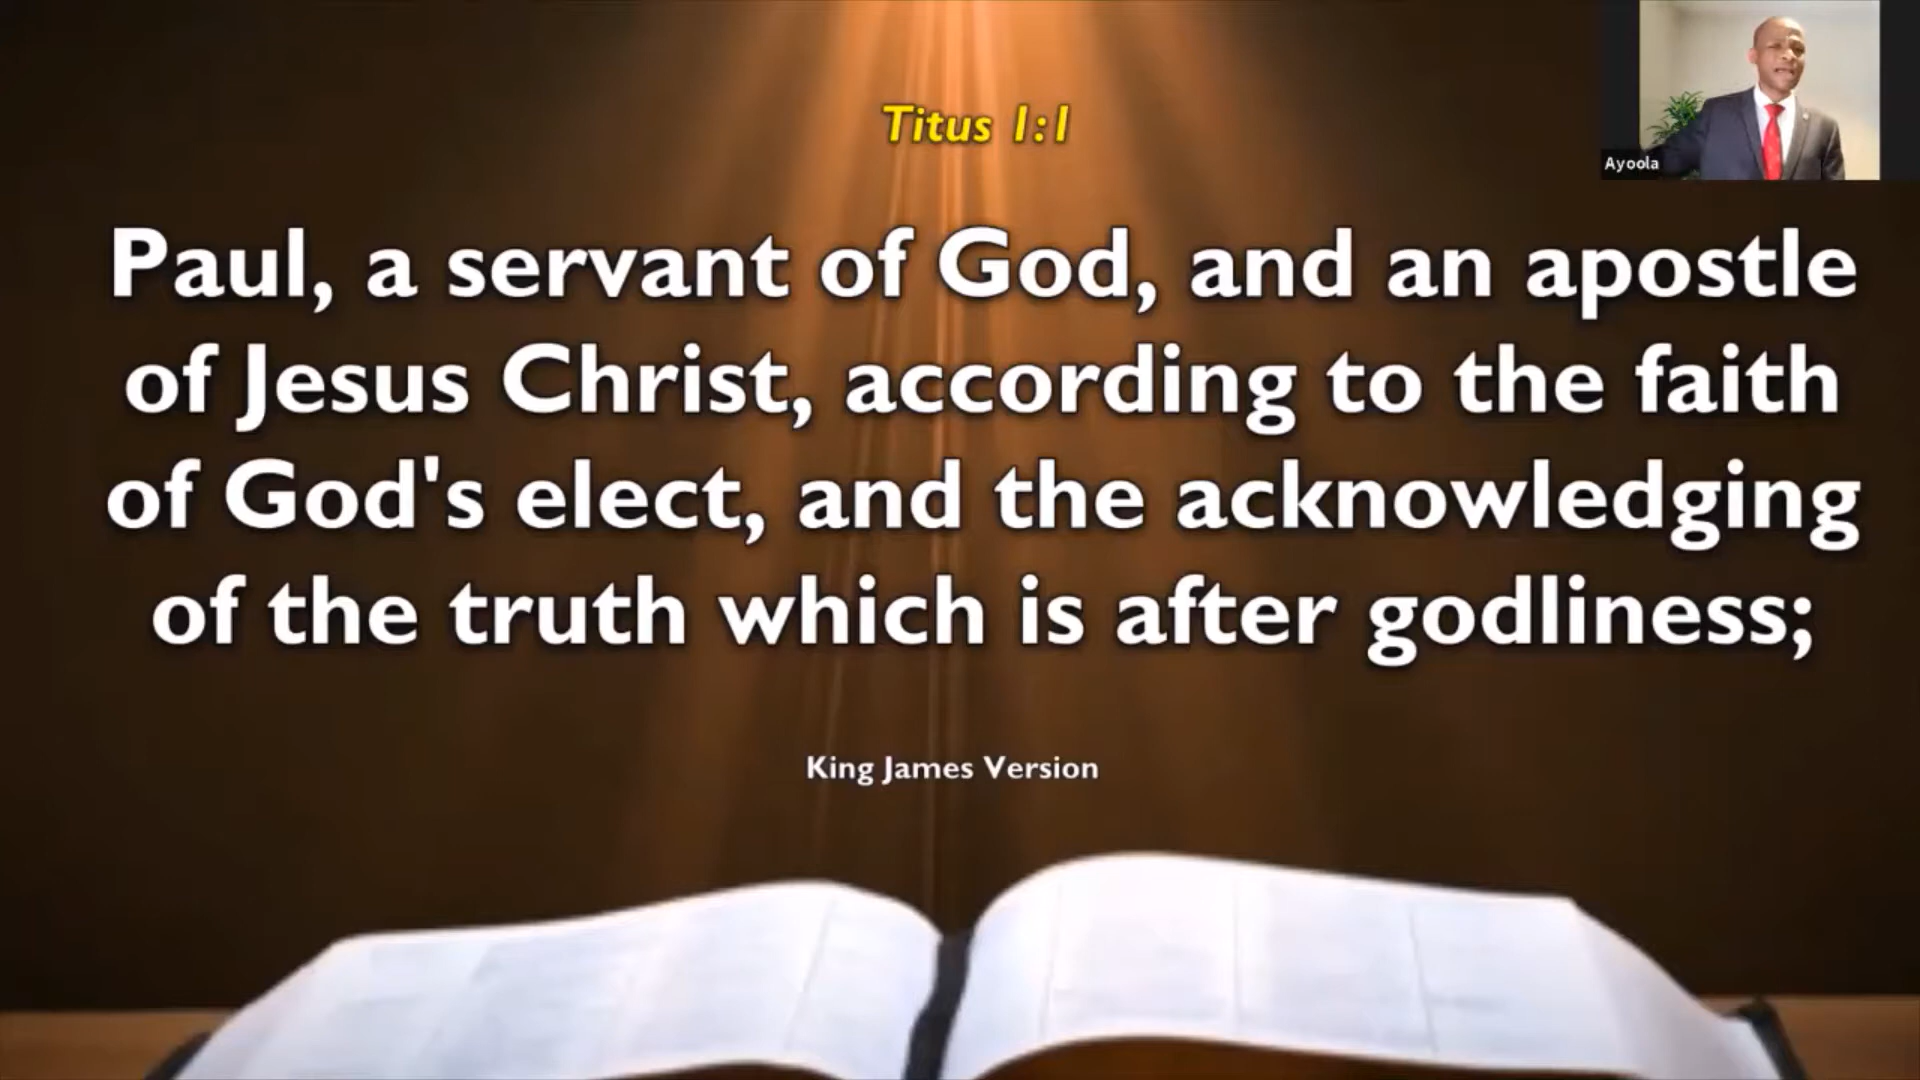 Titus 1:1
Ayoola
Paul, a servant of God, and an apostle
of Jesus Christ, according to the faith
of God's elect, and the acknowledging
of the truth which is after godliness;
King James Version